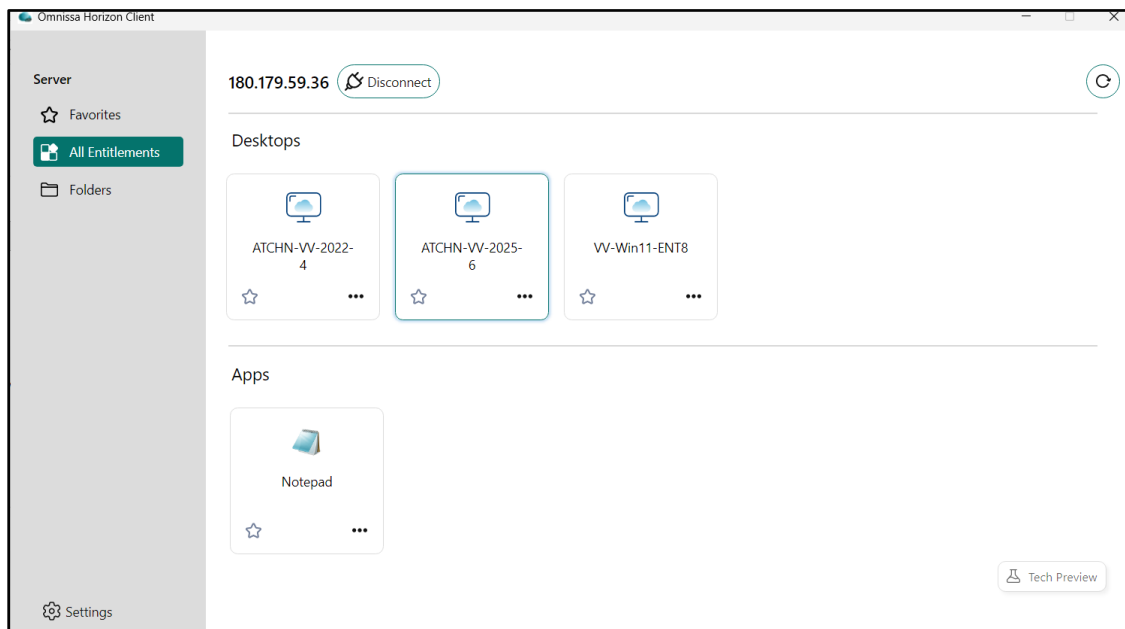 Omnissa Horizon Client
Server
Favorites
All Entitlements
Folders
Settings
180.179.59.36
Disconnect
Desktops
ATCHN-VV-2022-
4
ATCHN-VV-2025-
6
VV-Win11-ENT8
Apps
Notepad
Tech Preview